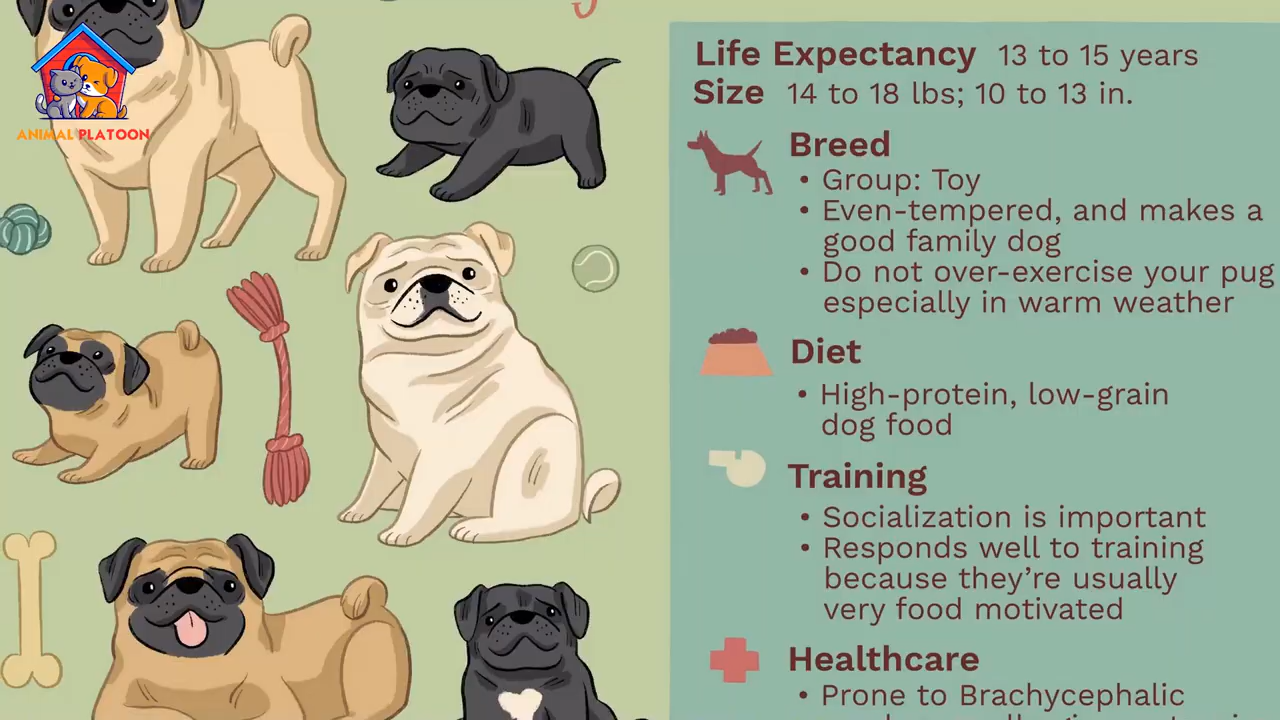 ANIMAL PLATOON
Life Expectancy 13 to 15 years
Size 14 to 18 lbs; 10 to 13 in.
Breed
• Group: Toy
• Even-tempered, and makes a
good family dog
• Do not over-exercise your pug
especially in warm weather
Diet
• High-protein, low-grain
dog food
Training
• Socialization is important
• Responds well to training
because they’re usually
very food motivated
Healthcare
• Prone to Brachycephalic